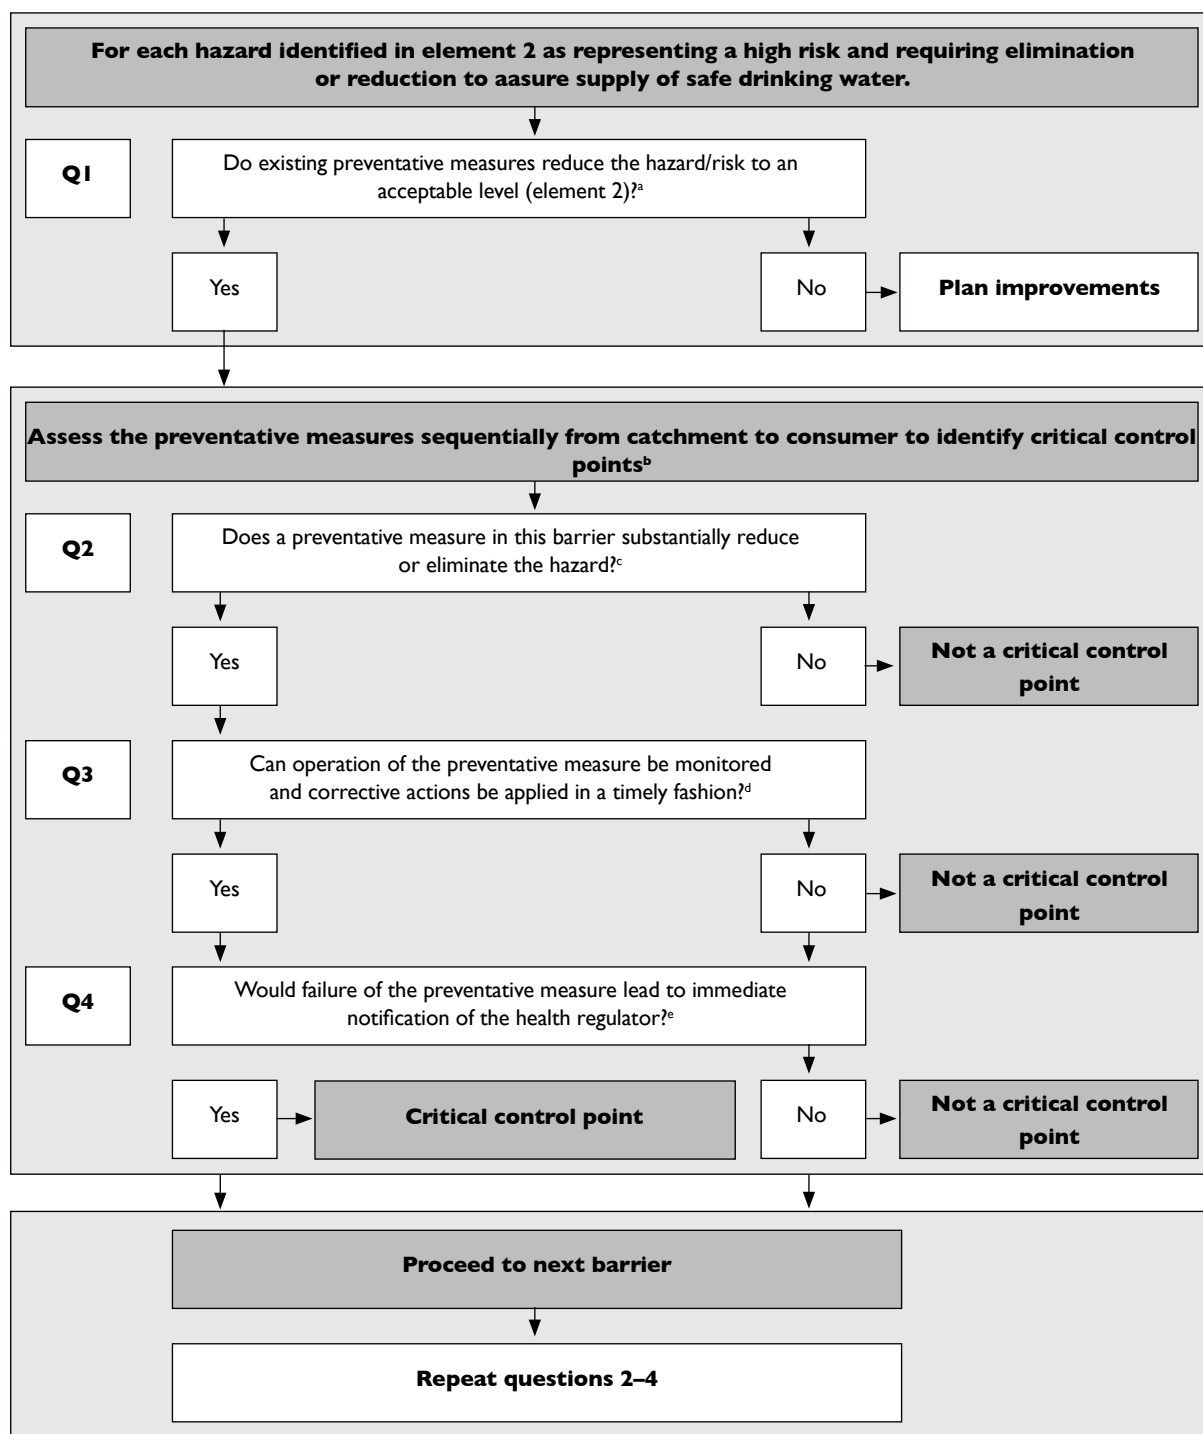 For each hazard identified in element 2 as representing a high risk and requiring elimination
or reduction to aasure supply of safe drinking water.
Q1
Do existing preventative measures reduce the hazard/risk to an
acceptable level (element 2)?ᵃ
Yes
No
Plan improvements
Assess the preventative measures sequentially from catchment to consumer to identify critical control
pointsᵇ
Q2
Does a preventative measure in this barrier substantially reduce
or eliminate the hazard?ᶜ
Yes
No
Not a critical control
point
Q3
Can operation of the preventative measure be monitored
and corrective actions be applied in a timely fashion?ᵈ
Yes
No
Not a critical control
point
Q4
Would failure of the preventative measure lead to immediate
notification of the health regulator?ᵉ
Yes
Critical control point
No
Not a critical control
point
Proceed to next barrier
Repeat questions 2–4